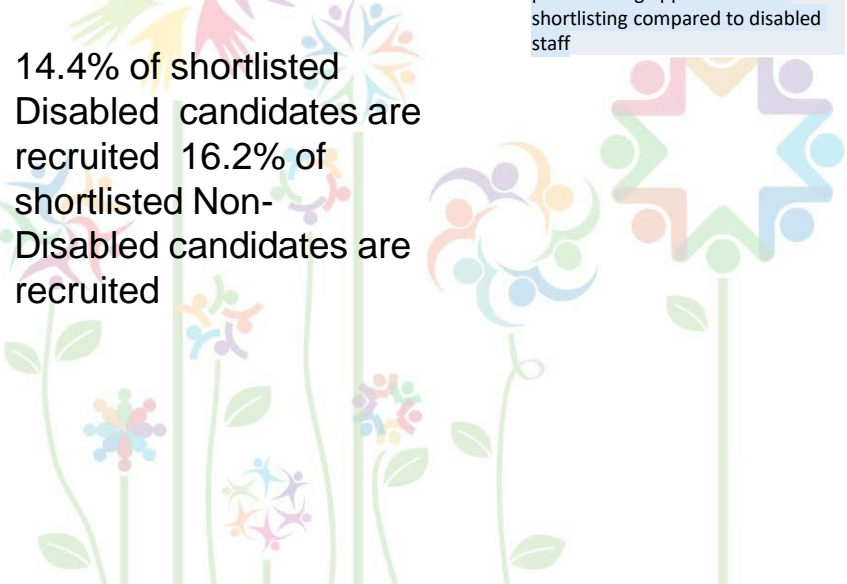 shortlisting compared to disabled
staff
14.4% of shortlisted
Disabled candidates are
recruited 16.2% of
shortlisted Non-
Disabled candidates are
recruited